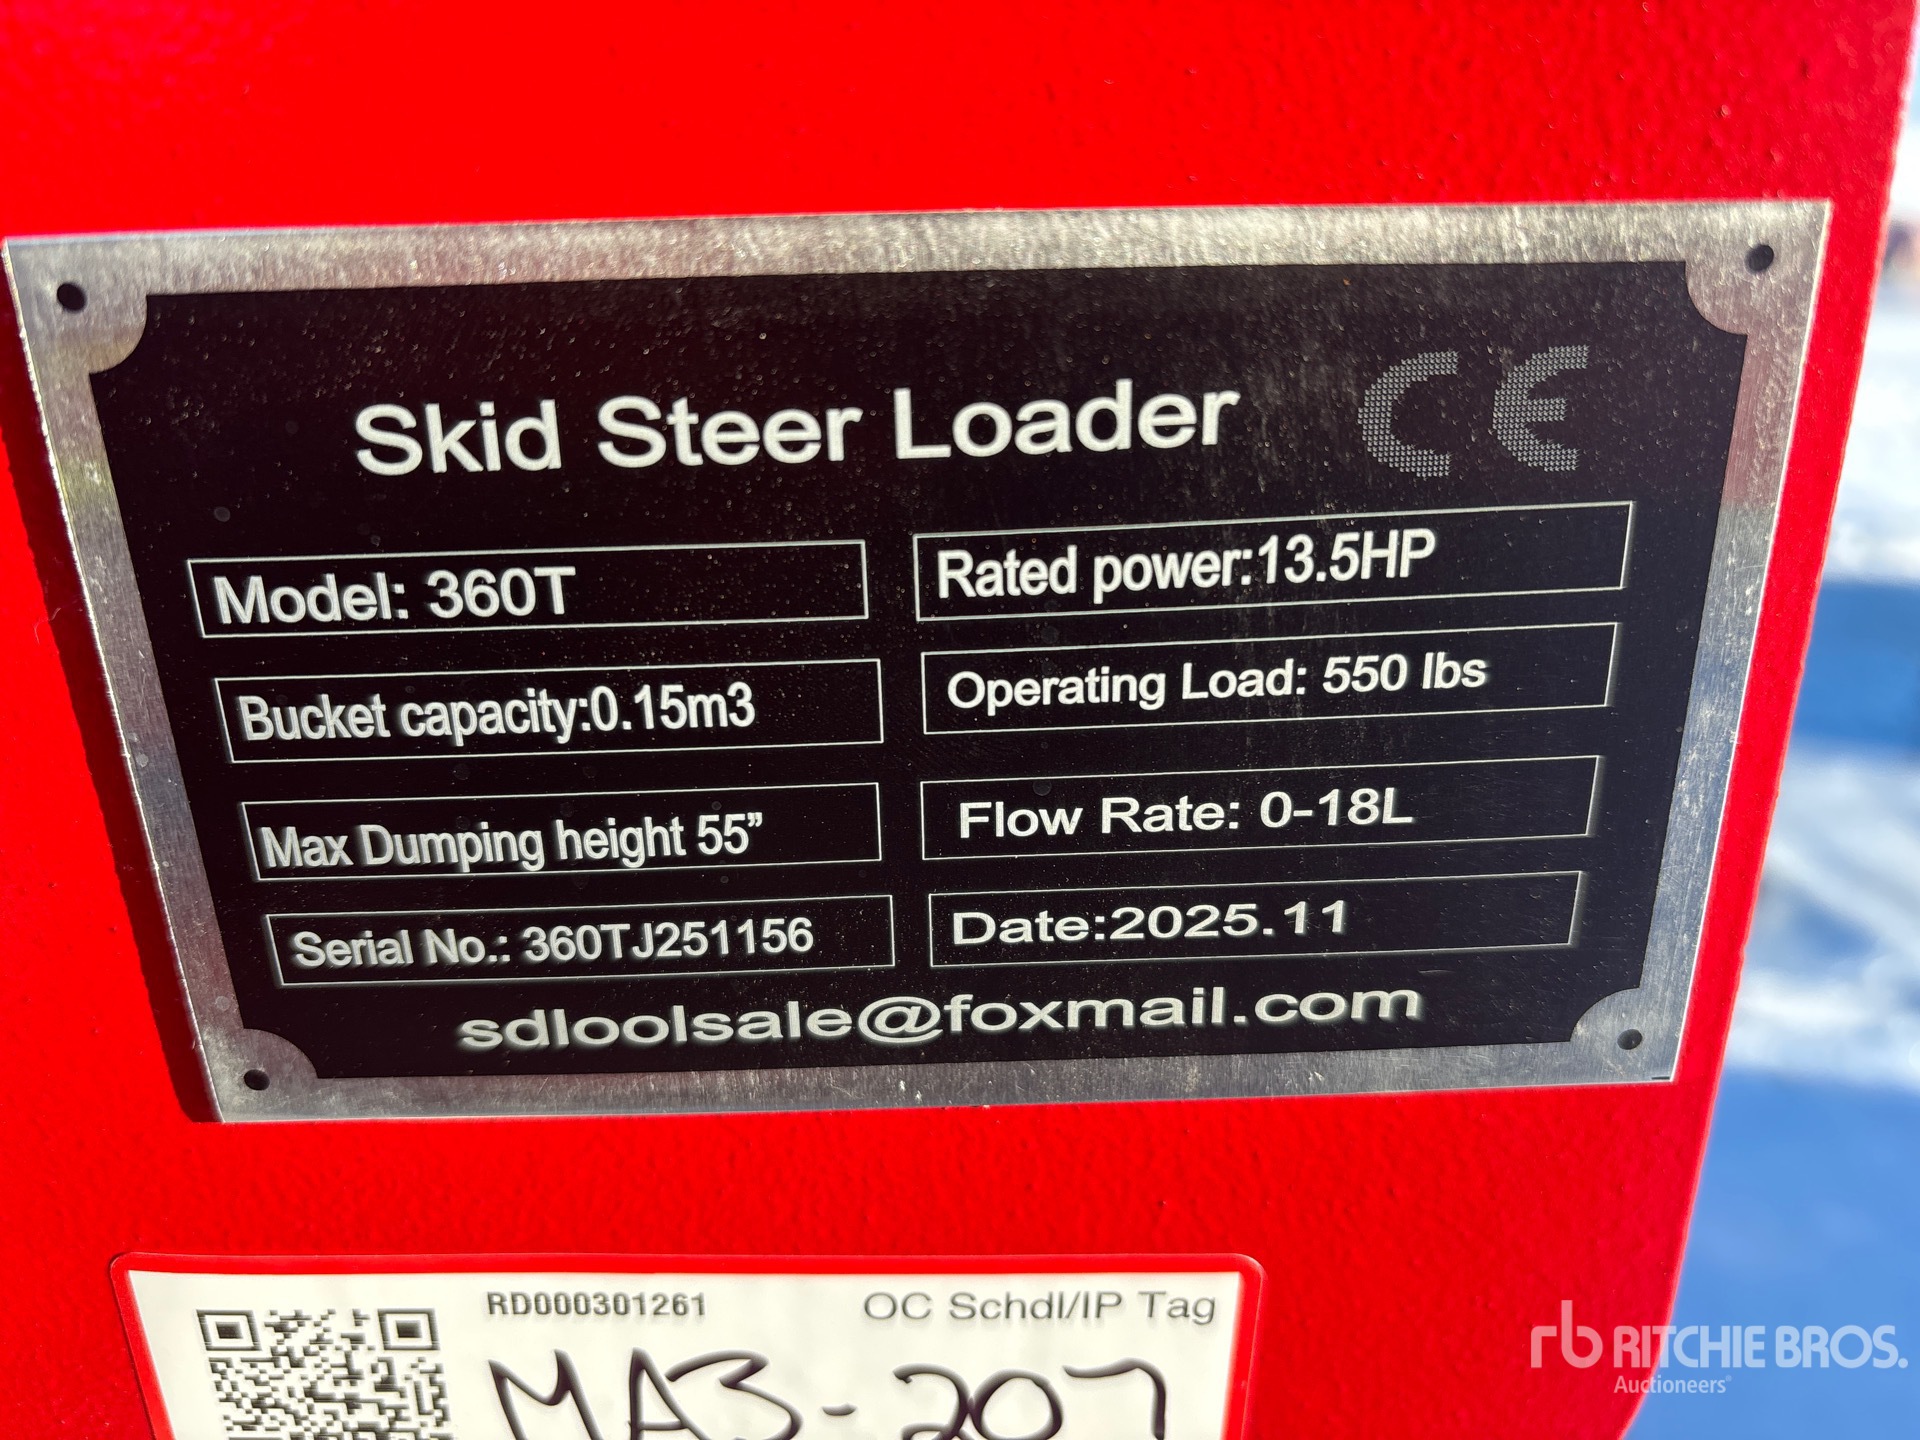 Skid Steer Loader CE
Model: 360T
Rated power:13.5HP
Bucket capacity:0.15m3
Operating Load: 550 lbs
Max Dumping height 55”
Flow Rate: 0-18L
Serial No.: 360TJ251156
Date:2025.11
sdloolsale@foxmail.com
RD000301261
OC Schdl/IP Tag
MA3-207
rb RITCHIE BROS.
Auctioneers